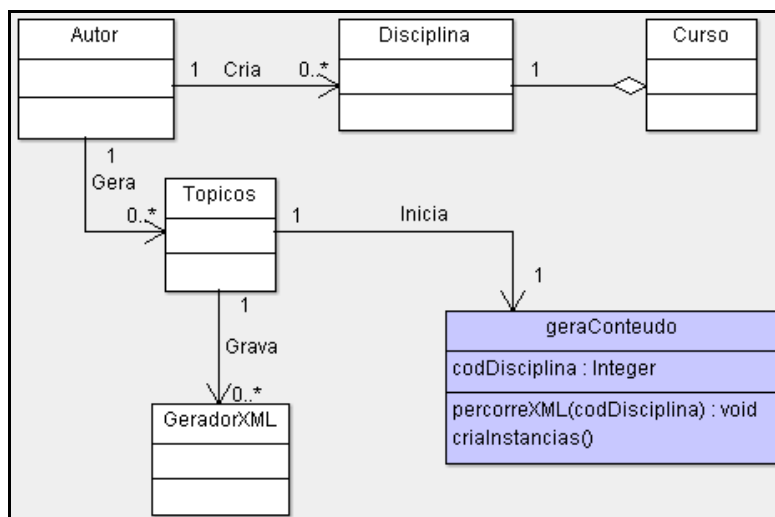 Autor
Disciplina
Curso
1 Cria 0..*
1
1
Gera
0..*
Topicos
1 Inicia
1
1
Grava
0..*
GeradorXML
geraConteudo
codDisciplina : Integer
percorreXML(codDisciplina) : void
criaInstancias()